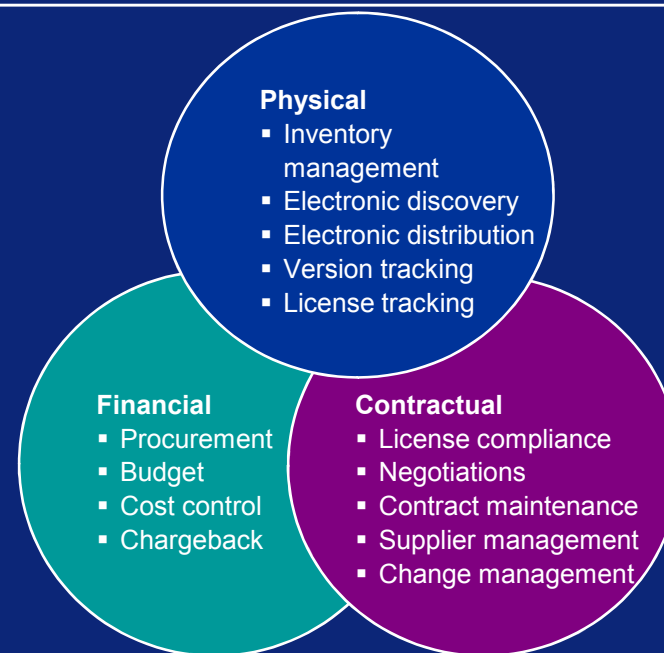 Physical
▪ Inventory
management
▪ Electronic discovery
▪ Electronic distribution
▪ Version tracking
▪ License tracking
Financial
▪ Procurement
▪ Budget
▪ Cost control
▪ Chargeback
Contractual
▪ License compliance
▪ Negotiations
▪ Contract maintenance
▪ Supplier management
▪ Change management